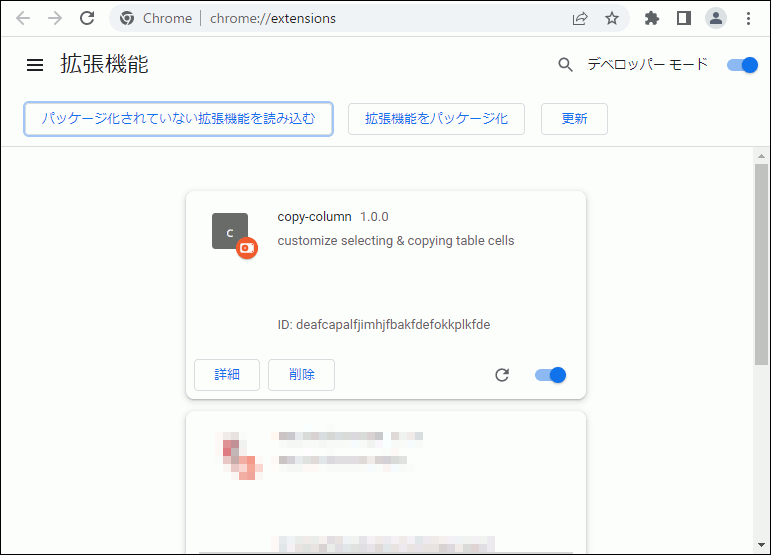 Chrome | chrome://extensions
拡張機能
デベロッパー モード
パッケージ化されていない拡張機能を読み込む
拡張機能をパッケージ化
更新
C
copy-column 1.0.0
customize selecting & copying table cells
ID: deafcapalfjimhjfbakfdefokkplkfde
詳細
削除